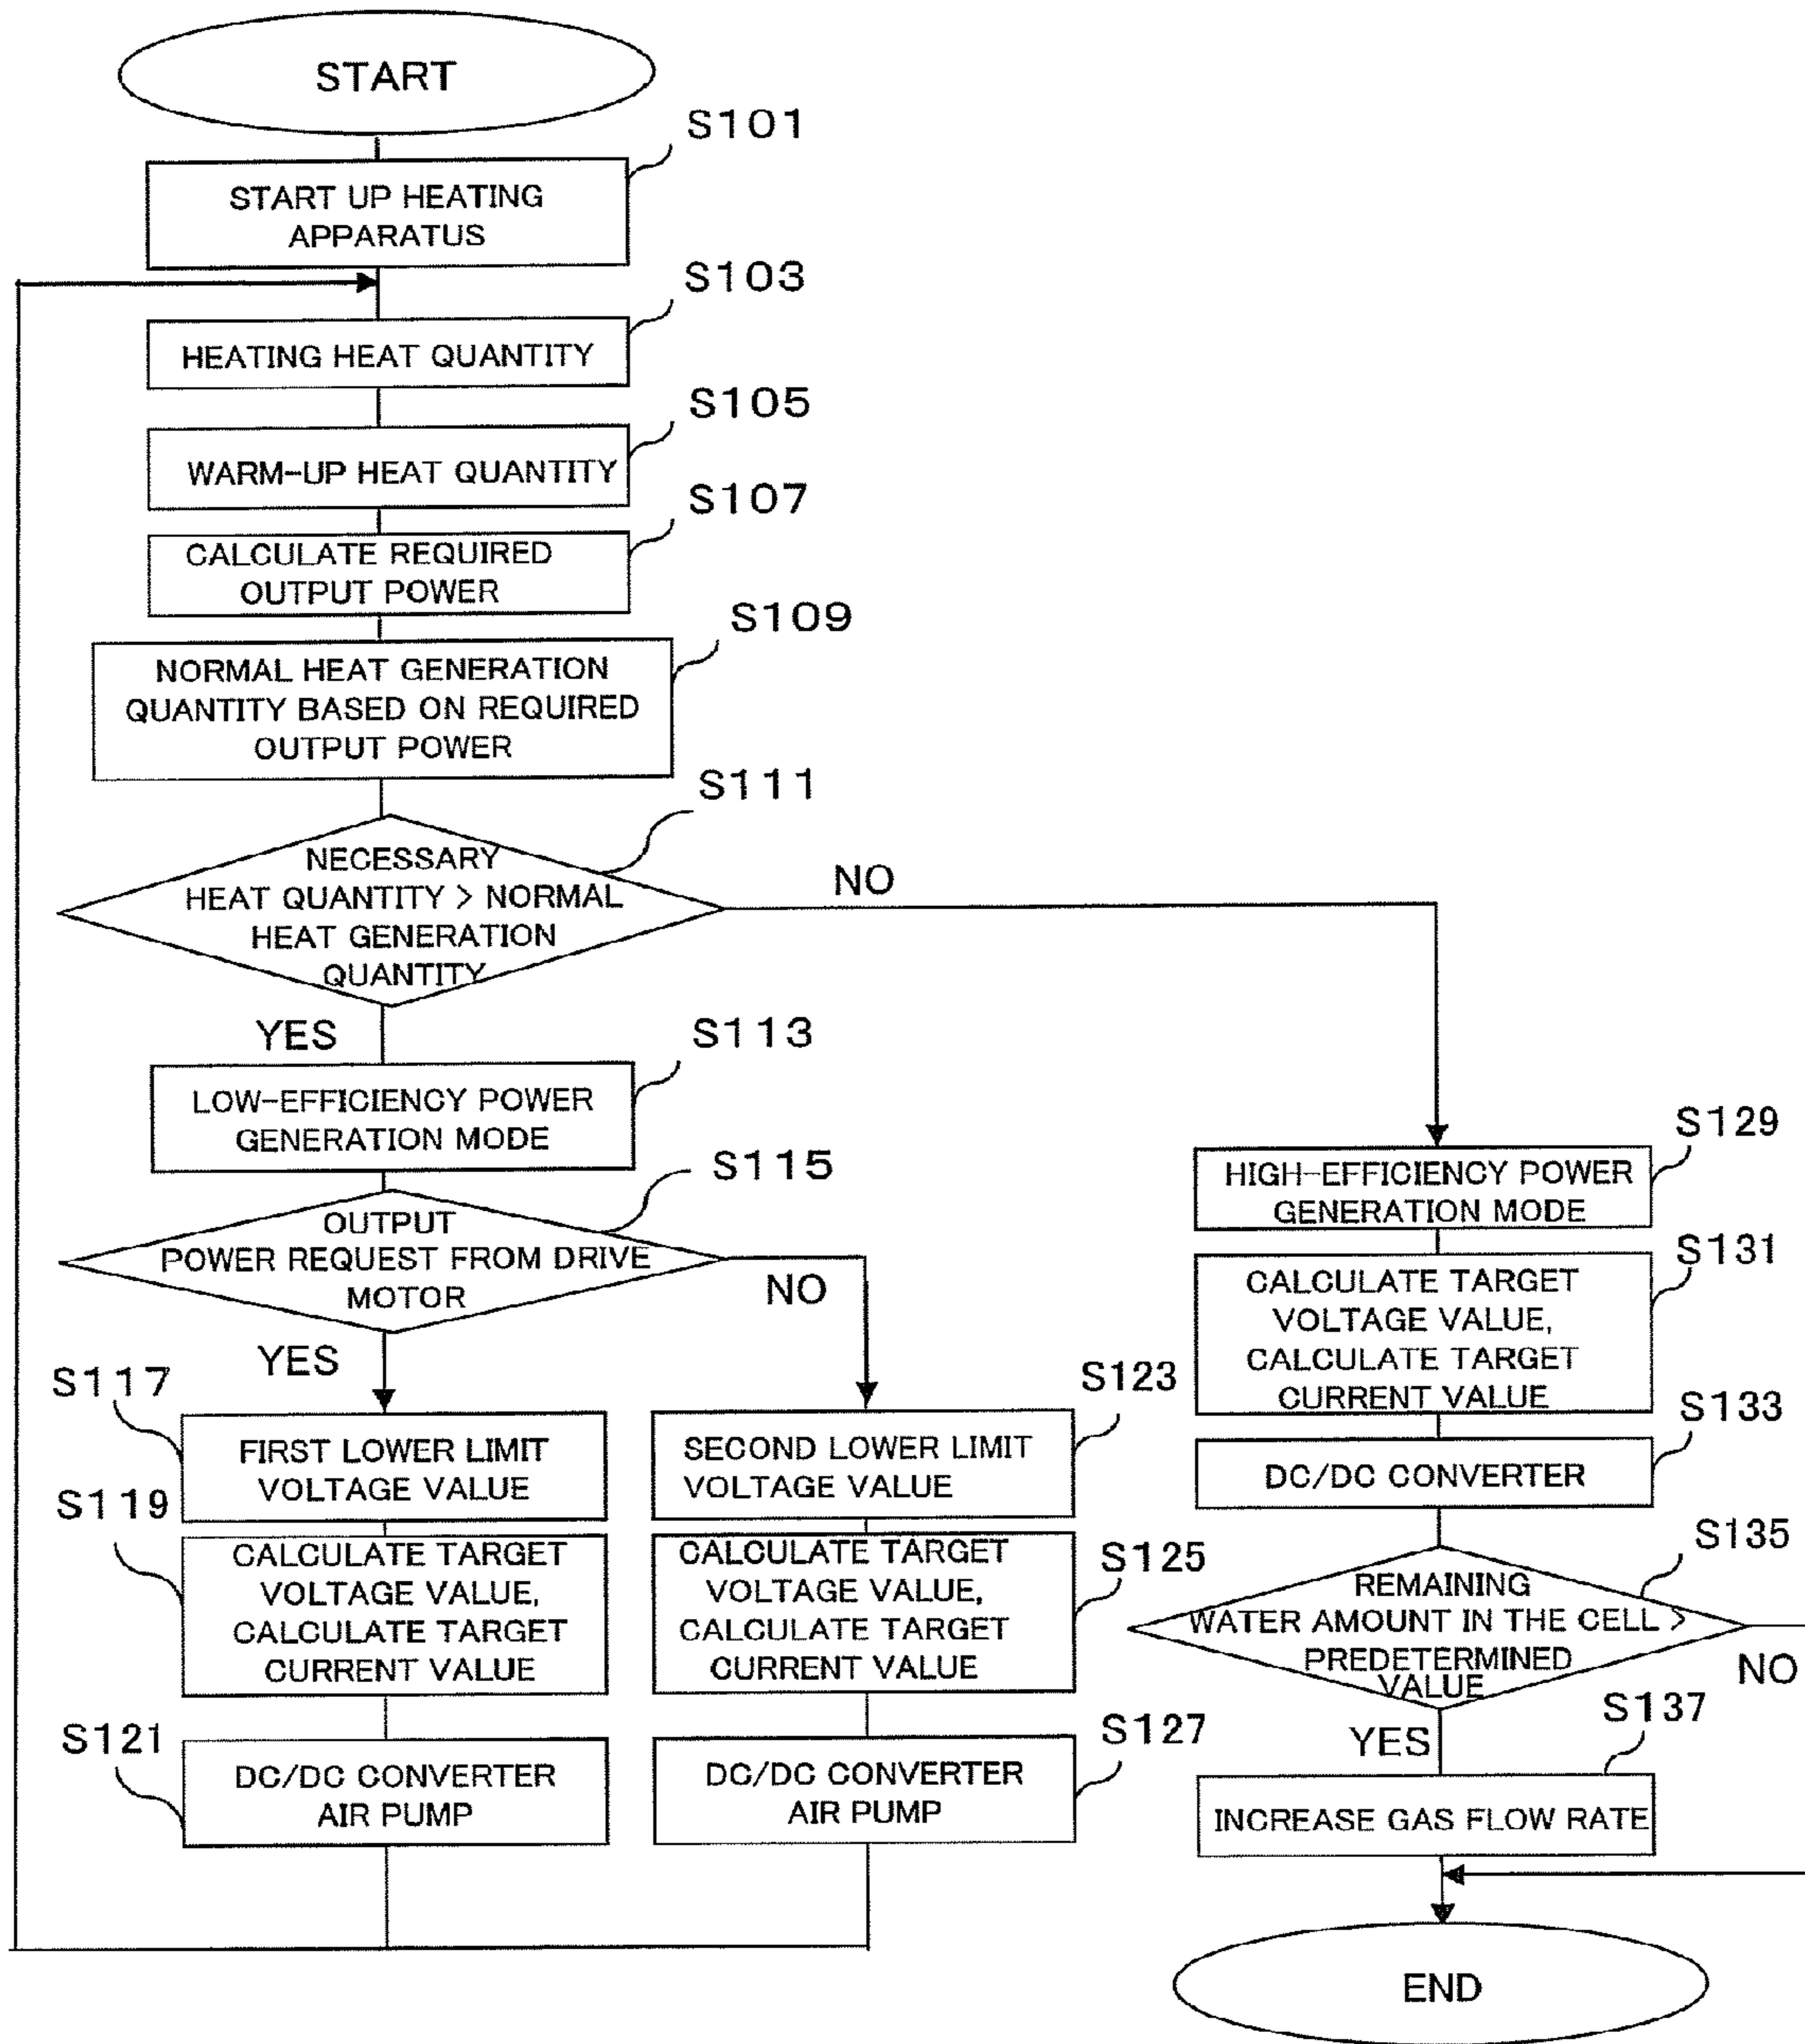 START
S101
START UP HEATING
APPARATUS
S103
HEATING HEAT QUANTITY
S105
WARM-UP HEAT QUANTITY
S107
CALCULATE REQUIRED
OUTPUT POWER
S109
NORMAL HEAT GENERATION
QUANTITY BASED ON REQUIRED
OUTPUT POWER
S111
NECESSARY
HEAT QUANTITY > NORMAL
HEAT GENERATION
QUANTITY
NO
YES
S113
LOW-EFFICIENCY POWER
GENERATION MODE
S115
OUTPUT
POWER REQUEST FROM DRIVE
MOTOR
NO
YES
S117
FIRST LOWER LIMIT
VOLTAGE VALUE
S119
CALCULATE TARGET
VOLTAGE VALUE,
CALCULATE TARGET
CURRENT VALUE
S121
DC/DC CONVERTER
AIR PUMP
S123
SECOND LOWER LIMIT
VOLTAGE VALUE
S125
CALCULATE TARGET
VOLTAGE VALUE,
CALCULATE TARGET
CURRENT VALUE
S127
DC/DC CONVERTER
AIR PUMP
S129
HIGH-EFFICIENCY POWER
GENERATION MODE
S131
CALCULATE TARGET
VOLTAGE VALUE,
CALCULATE TARGET
CURRENT VALUE
S133
DC/DC CONVERTER
S135
REMAINING
WATER AMOUNT IN THE CELL >
PREDETERMINED
VALUE
NO
YES
S137
INCREASE GAS FLOW RATE
END